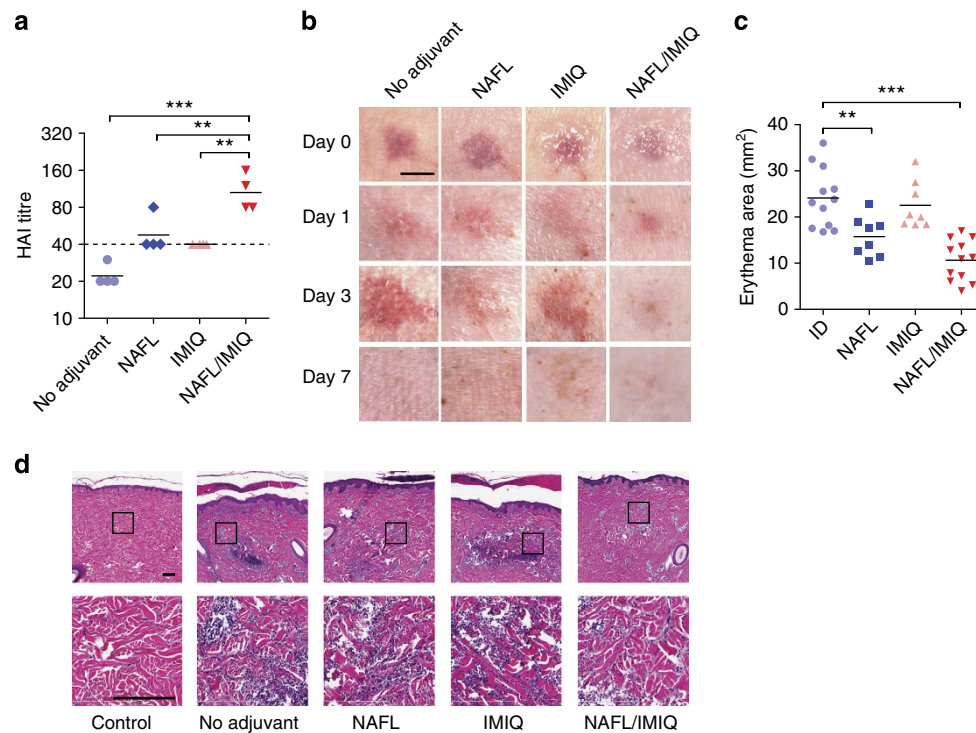 a
***
**
**
320
160
80
40
20
10
HAI titre
No adjuvant
NAFL
IMIQ
NAFL/IMIQ
b
No adjuvant
NAFL
IMIQ
NAFL/IMIQ
Day 0
Day 1
Day 3
Day 7
c
***
**
40
30
20
10
0
Erythema area (mm²)
ID
NAFL
IMIQ
NAFL/IMIQ
d
Control
No adjuvant
NAFL
IMIQ
NAFL/IMIQ